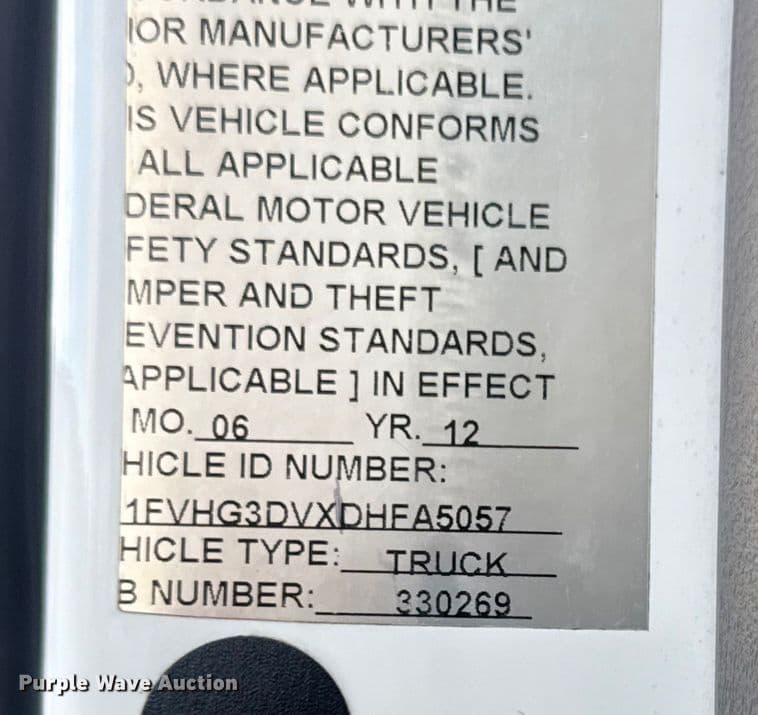 IOR MANUFACTURERS'
D, WHERE APPLICABLE.
IS VEHICLE CONFORMS
ALL APPLICABLE
DERAL MOTOR VEHICLE
FETY STANDARDS, [ AND
MPER AND THEFT
EVENTION STANDARDS,
APPLICABLE ] IN EFFECT
MO. 06 YR. 12
HICLE ID NUMBER:
1FVHG3DVXDHFA5057
HICLE TYPE: TRUCK
B NUMBER: 330269
Purple Wave Auction